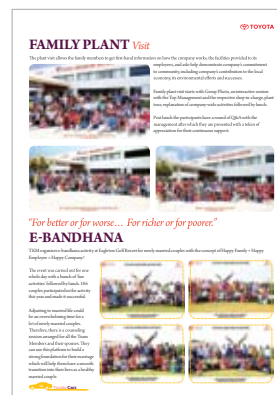 TOYOTA
FAMILY PLANT Visit
The plant visit allows the family members to get first-hand information on how the company works, the facilities provided to its
employees, and also help demonstrate company's commitment
to community, including company's contribution to the local
economy, its environmental efforts and successes.
Family plant visit starts with Group Photo, an interactive session
with the Top Management and the respective shop in-charge, plant
tour, explanation of company-wide activities followed by lunch.
Post lunch the participants have a round of Q&A with the
management after which they are presented with a token of
appreciation for their continuous support.
"For better or for worse… For richer or for poorer."
E-BANDHANA
TKM organizes e-bandhana activity at Eagleton Golf Resort for newly married couples with the concept of Happy Family = Happy
Employee = Happy Company!
The event was carried out for one
whole day with a bunch of 'fun
activities' followed by lunch. 186
couples participated in the activity
this year and made it successful.
Adjusting to married life could
be an overwhelming time for a
lot of newly married couples.
Therefore, there is a counseling
session arranged for all the Team
Members and their spouses. They
can use this platform to build a
strong foundation for their marriage
which will help them have a smooth
transition into their lives as a healthy
married couple.